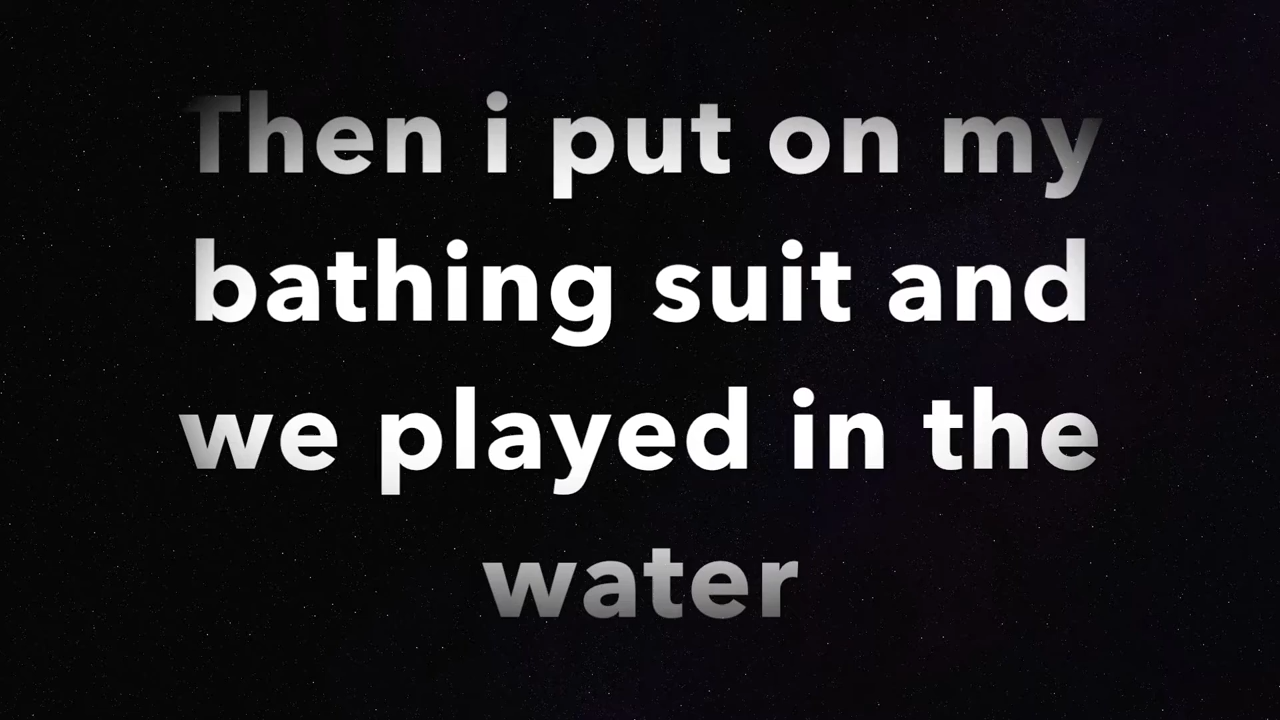 Then i put on my
bathing suit and
we played in the
water